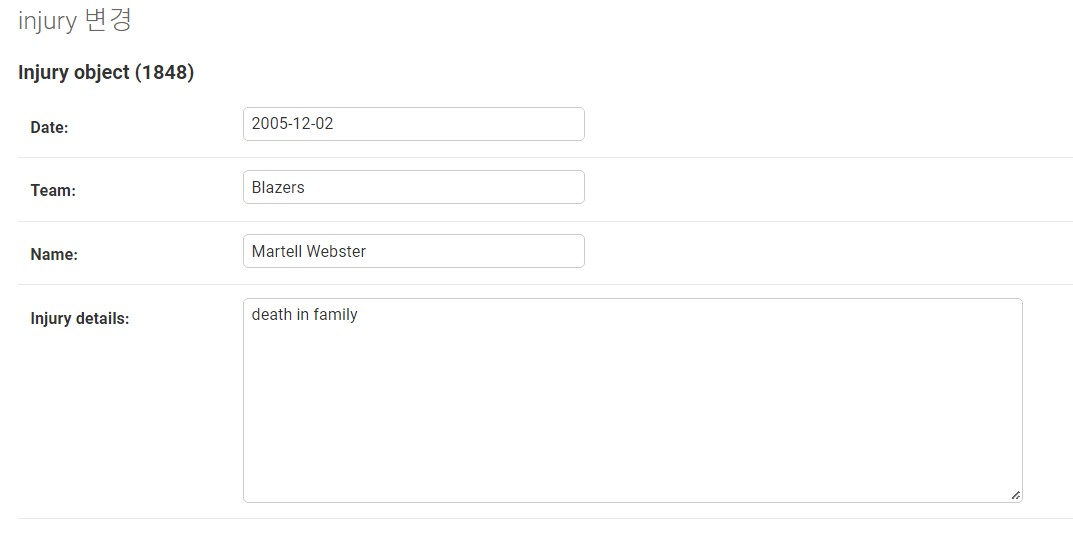 injury 변경
Injury object (1848)
Date: 2005-12-02
Team: Blazers
Name: Martell Webster
Injury details: death in family